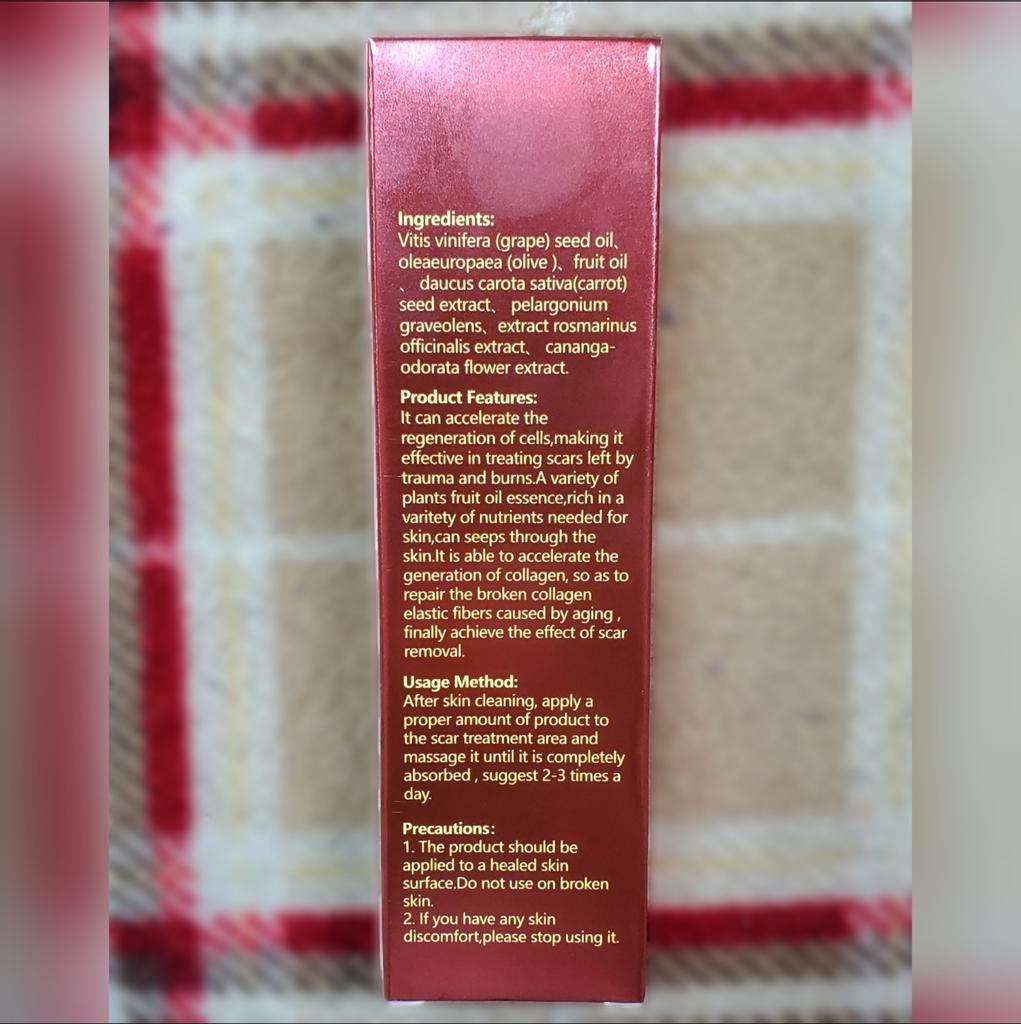 Ingredients:
Vitis vinifera (grape) seed oil、
oleaeuropaea (olive )、 fruit oil
、 daucus carota sativa(carrot)
seed extract、 pelargonium
graveolens、extract rosmarinus
officinalis extract、 cananga-
odorata flower extract.
Product Features:
It can accelerate the
regeneration of cells,making it
effective in treating scars left by
trauma and burns.A variety of
plants fruit oil essence,rich in a
varitety of nutrients needed for
skin,can seeps through the
skin.It is able to accelerate the
generation of collagen, so as to
repair the broken collagen
elastic fibers caused by aging ,
finally achieve the effect of scar
removal.
Usage Method:
After skin cleaning, apply a
proper amount of product to
the scar treatment area and
massage it until it is completely
absorbed , suggest 2-3 times a
day.
Precautions:
1. The product should be
applied to a healed skin
surface.Do not use on broken
skin.
2. If you have any skin
discomfort,please stop using it.